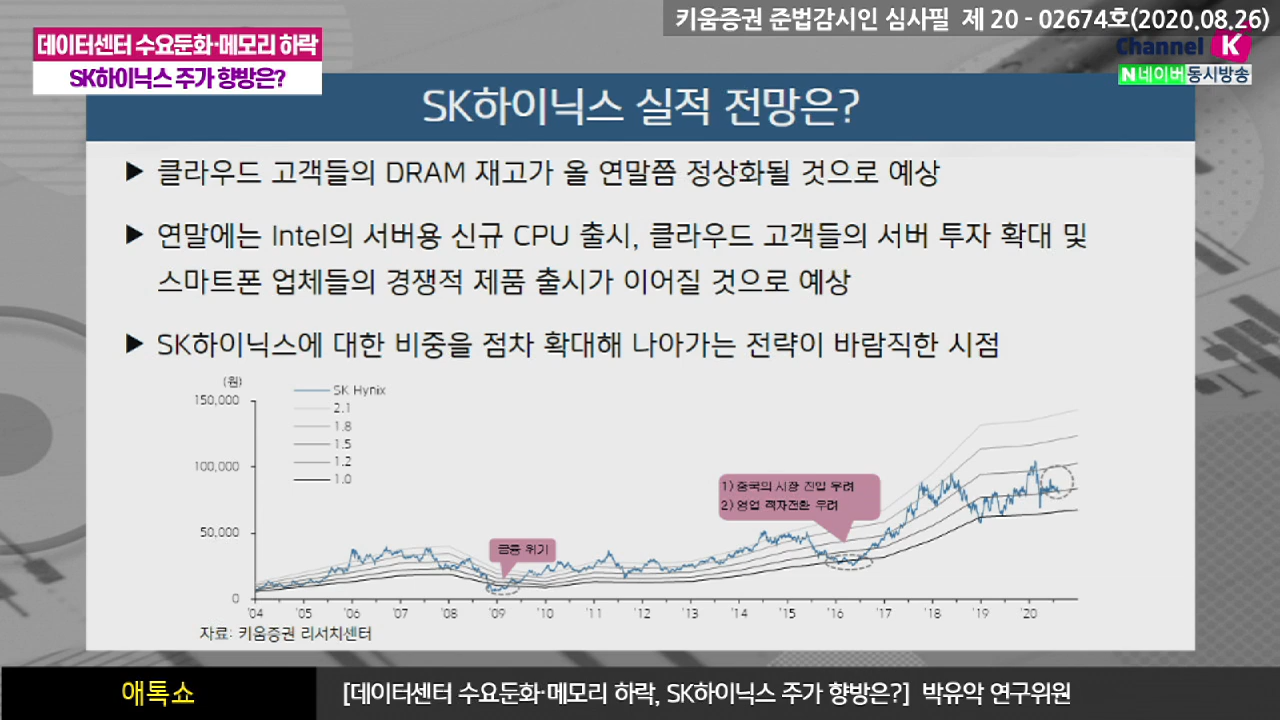 키움증권 준법감시인 심사필 제 20 - 02674호(2020.08.26)
데이터센터 수요둔화·메모리 하락
SK하이닉스 주가 향방은?
Channel K
N 네이버 동시방송
SK하이닉스 실적 전망은?
▶ 클라우드 고객들의 DRAM 재고가 올 연말쯤 정상화될 것으로 예상
▶ 연말에는 Intel의 서버용 신규 CPU 출시, 클라우드 고객들의 서버 투자 확대 및
스마트폰 업체들의 경쟁적 제품 출시가 이어질 것으로 예상
▶ SK하이닉스에 대한 비중을 점차 확대해 나아가는 전략이 바람직한 시점
(원)
150,000
100,000
50,000
0
SK Hynix
2.1
1.8
1.5
1.2
1.0
금융 위기
1) 중국의 시장 진입 우려
2) 영업 적자전환 우려
'04 '05 '06 '07 '08 '09 '10 '11 '12 '13 '14 '15 '16 '17 '18 '19 '20
자료: 키움증권 리서치센터
애톡쇼
[데이터센터 수요둔화·메모리 하락, SK하이닉스 주가 향방은?] 박유악 연구위원